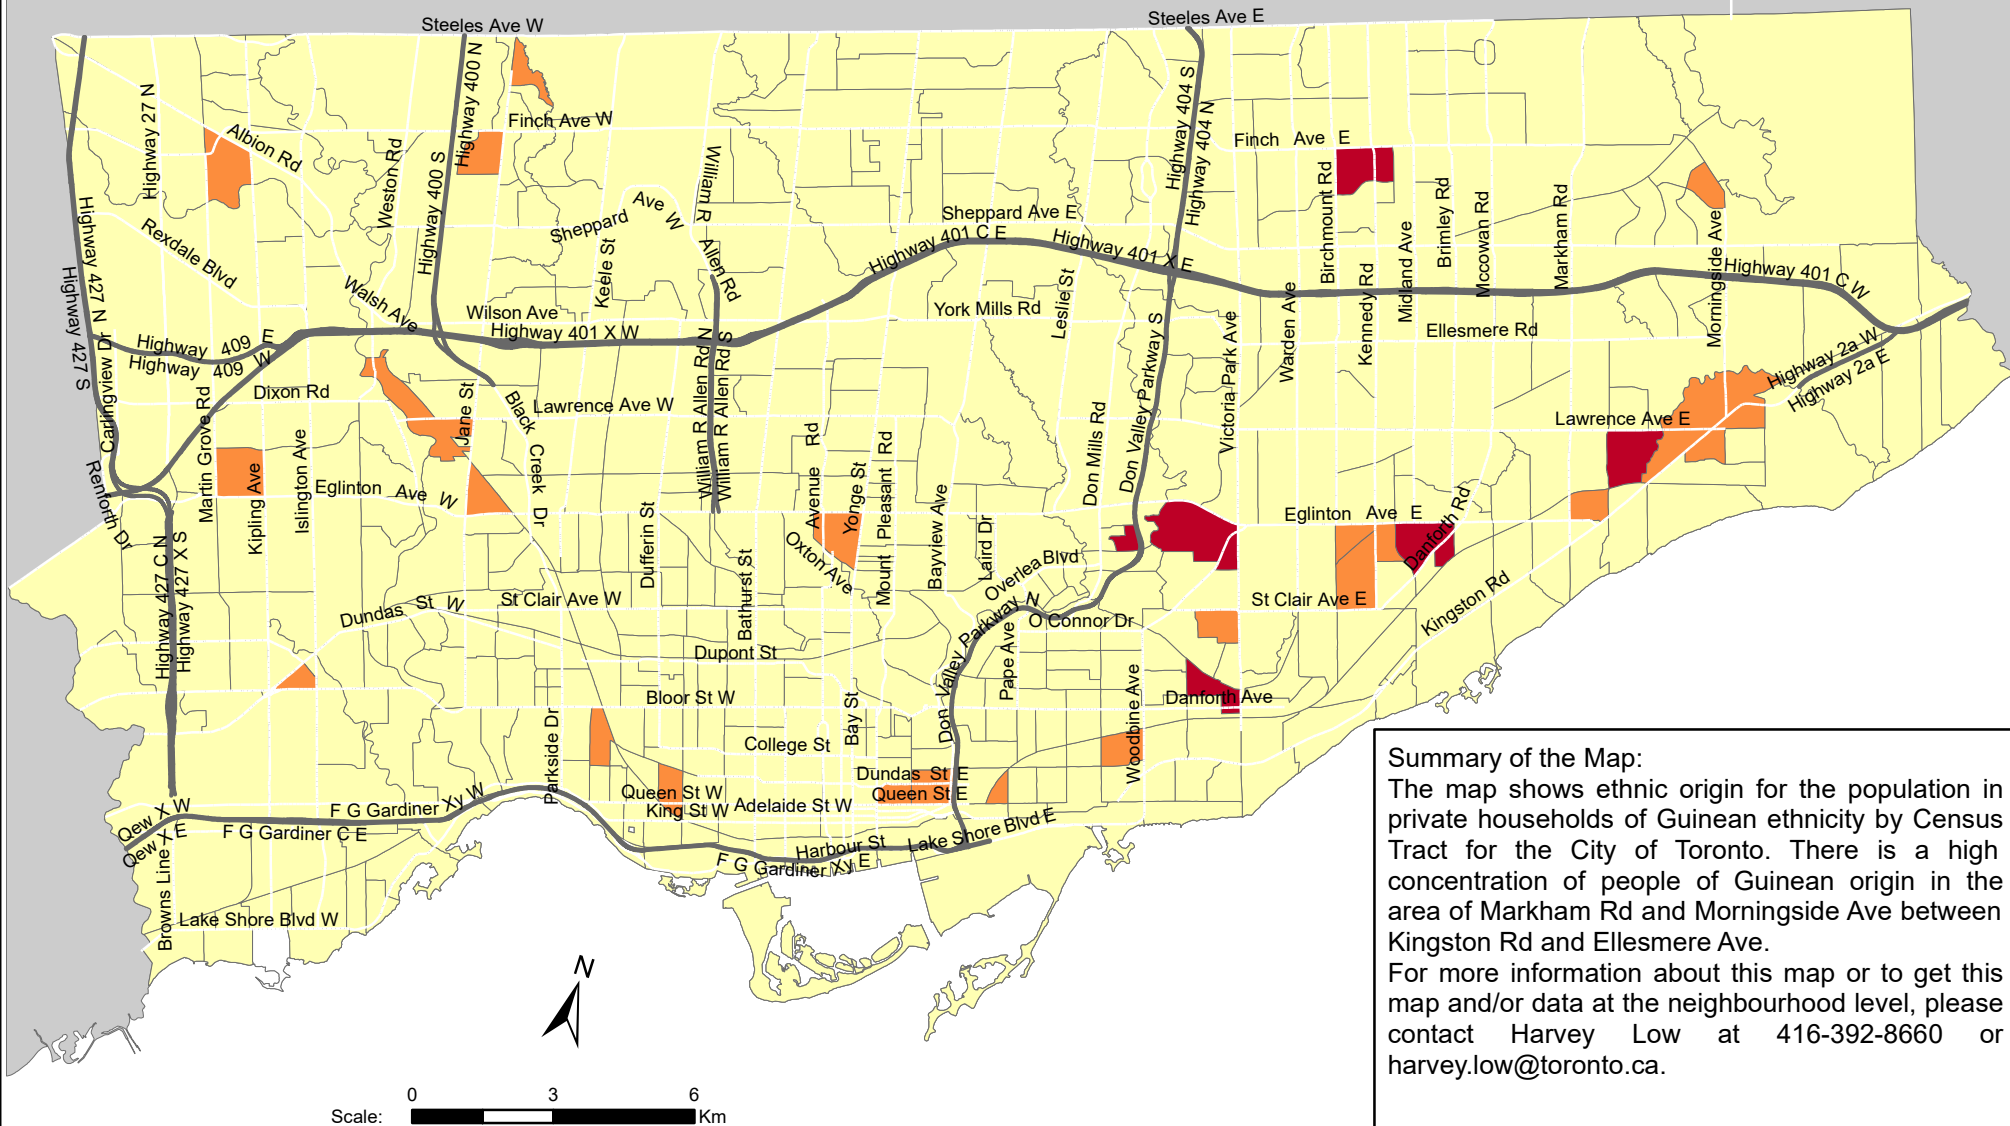 Steeles Ave W
Steeles Ave E
Highway 400 N
Highway 404 S
Highway 404 N
Finch Ave W
Finch Ave E
Highway 27 N
Albion Rd
Weston Rd
Highway 400 S
William R Allen Rd
Sheppard Ave W
Sheppard Ave E
Keele St
Birchmount Rd
Midland Ave
Brimley Rd
Mccowan Rd
Markham Rd
Morningside Ave
Highway 427 N
Highway 427 S
Rexdale Blvd
Walsh Ave
Wilson Ave
Highway 401 X W
Highway 401 C E
Highway 401 X E
Highway 401 C W
York Mills Rd
Leslie St
Ellesmere Rd
Kennedy Rd
Warden Ave
Victoria Park Ave
Highway 409 E
Highway 409 W
Carlingview Dr
Dixon Rd
Martin Grove Rd
Jane St
Black Creek Dr
Lawrence Ave W
William R Allen Rd N
William R Allen Rd S
Don Valley Parkway S
Don Mills Rd
Highway 2a W
Highway 2a E
Lawrence Ave E
Renforth Dr
Kipling Ave
Islington Ave
Eglinton Ave W
Avenue Rd
Yonge St
Mount Pleasant Rd
Bayview Ave
Laird Dr
Eglinton Ave E
Danforth Rd
Highway 427 C N
Highway 427 X S
Dufferin St
Bathurst St
Oxton Ave
Overlea Blvd
Kingston Rd
Dundas St W
St Clair Ave W
St Clair Ave E
O Connor Dr
Don Valley Parkway N
Pape Ave
Dupont St
Bloor St W
Danforth Ave
Woodbine Ave
Parkside Dr
Bay St
College St
Dundas St E
Queen St E
Queen St W
King St W
Adelaide St W
Qew X W
Qew X E
F G Gardiner Xy W
F G Gardiner C E
Harbour St
Lake Shore Blvd E
F G Gardiner Xy E
Browns Line
Lake Shore Blvd W
N
Scale:
0 3 6
Km
Summary of the Map:
The map shows ethnic origin for the population in
private households of Guinean ethnicity by Census
Tract for the City of Toronto. There is a high
concentration of people of Guinean origin in the
area of Markham Rd and Morningside Ave between
Kingston Rd and Ellesmere Ave.
For more information about this map or to get this
map and/or data at the neighbourhood level, please
contact Harvey Low at 416-392-8660 or
harvey.low@toronto.ca.